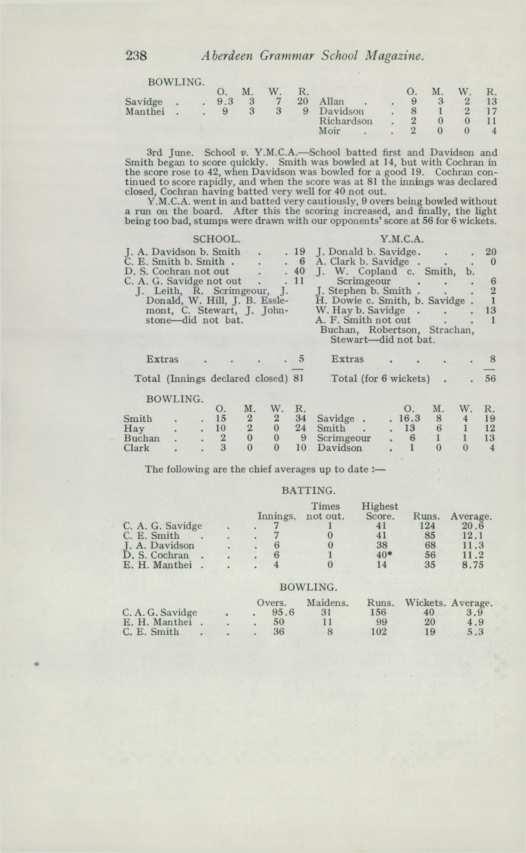 238 Aberdeen Grammar School Magazine.
BOWLING.
O. M. W. R. O. M. W. R.
Savidge . . 9.3 3 7 20 Allan . . 9 3 2 13
Manthei . . 9 3 3 9 Davidson . 8 1 2 17
Richardson . 2 0 0 11
Moir . . 2 0 0 4
3rd June. School v. Y.M.C.A.—School batted first and Davidson and
Smith began to score quickly. Smith was bowled at 14, but with Cochran in
the score rose to 42, when Davidson was bowled for a good 19. Cochran con-
tinued to score rapidly, and when the score was at 81 the innings was declared
closed, Cochran having batted very well for 40 not out.
Y.M.C.A. went in and batted very cautiously, 9 overs being bowled without
a run on the board. After this the scoring increased, and finally, the light
being too bad, stumps were drawn with our opponents' score at 56 for 6 wickets.
SCHOOL.
J. A. Davidson b. Smith . . 19
C. E. Smith b. Smith . . . 6
D. S. Cochran not out . . 40
C. A. G. Savidge not out . . 11
J. Leith, R. Scrimgeour, J.
Donald, W. Hill, J. B. Essle-
mont, C. Stewart, J. John-
stone—did not bat.
Extras . . . . 5
Total (Innings declared closed) 81
Y.M.C.A.
J. Donald b. Savidge . . . 20
A. Clark b. Savidge . . . 0
J. W. Copland c. Smith, b.
Scrimgeour . . . 6
J. Stephen b. Smith . . . 2
H. Dowie c. Smith, b. Savidge . 1
W. Hay b. Savidge . . . 13
A. F. Smith not out . . . 1
Buchan, Robertson, Strachan,
Stewart—did not bat.
Extras . . . . 8
Total (for 6 wickets) . . 56
BOWLING.
O. M. W. R. O. M. W. R.
Smith . . 15 2 2 34 Savidge . . 16.3 8 4 19
Hay . . 10 2 0 24 Smith . . 13 6 1 12
Buchan . . 2 0 0 9 Scrimgeour . 6 1 1 13
Clark . . 3 0 0 10 Davidson . 1 0 0 4
The following are the chief averages up to date :—
BATTING.
Times Highest
Innings. not out. Score. Runs. Average.
C. A. G. Savidge . . 7 1 41 124 20.6
C. E. Smith . . . 7 0 41 85 12.1
J. A. Davidson . . 6 0 38 68 11.3
D. S. Cochran . . . 6 1 40* 56 11.2
E. H. Manthei . . . 4 0 14 35 8.75
BOWLING.
Overs. Maidens. Runs. Wickets. Average.
C. A. G. Savidge . . 95.6 31 156 40 3.9
E. H. Manthei . . . 50 11 99 20 4.9
C. E. Smith . . . 36 8 102 19 5.3